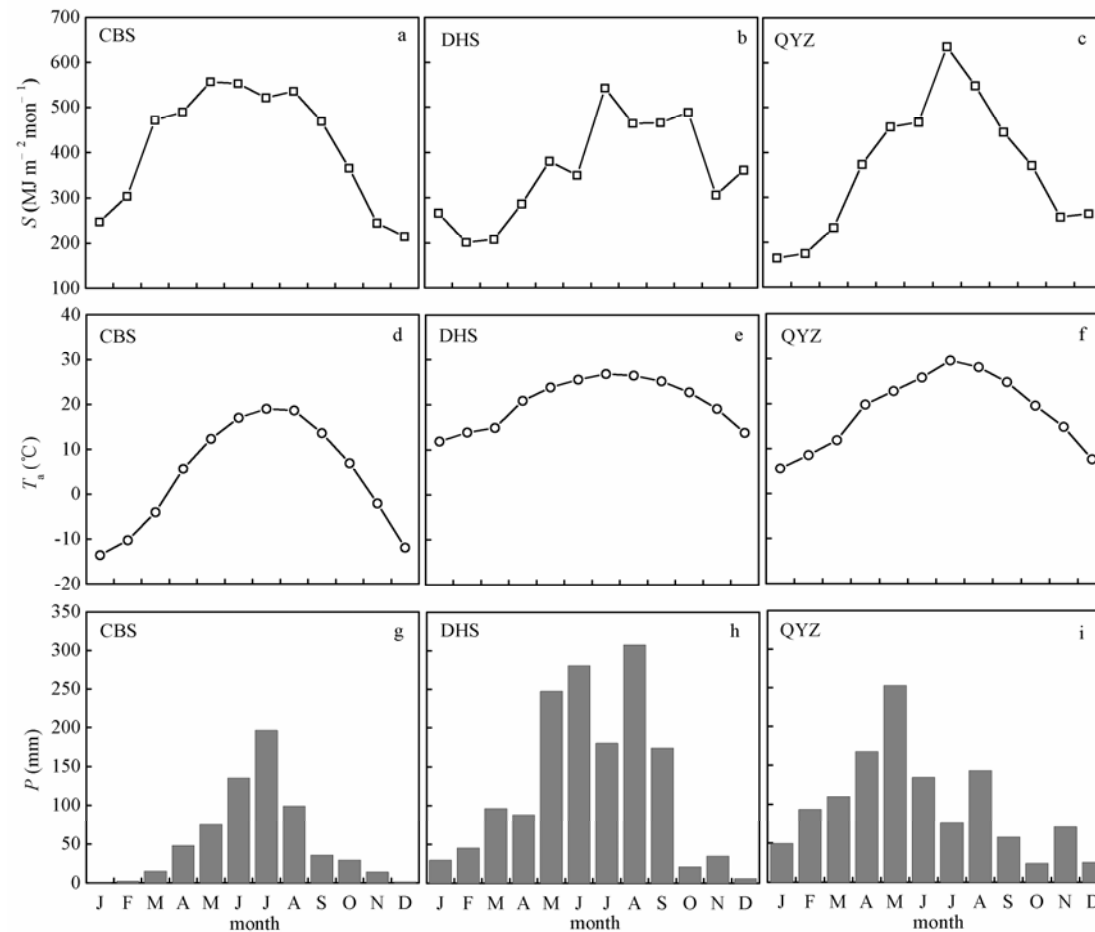 700
600
500
400
300
200
100
S (MJ m⁻² mon⁻¹)
CBS a
DHS b
QYZ c
40
30
20
10
0
-10
-20
Tₐ (℃)
CBS d
DHS e
QYZ f
350
300
250
200
150
100
50
0
P (mm)
CBS g
DHS h
QYZ i
J F M A M J J A S O N D
J F M A M J J A S O N D
J F M A M J J A S O N D
month
month
month